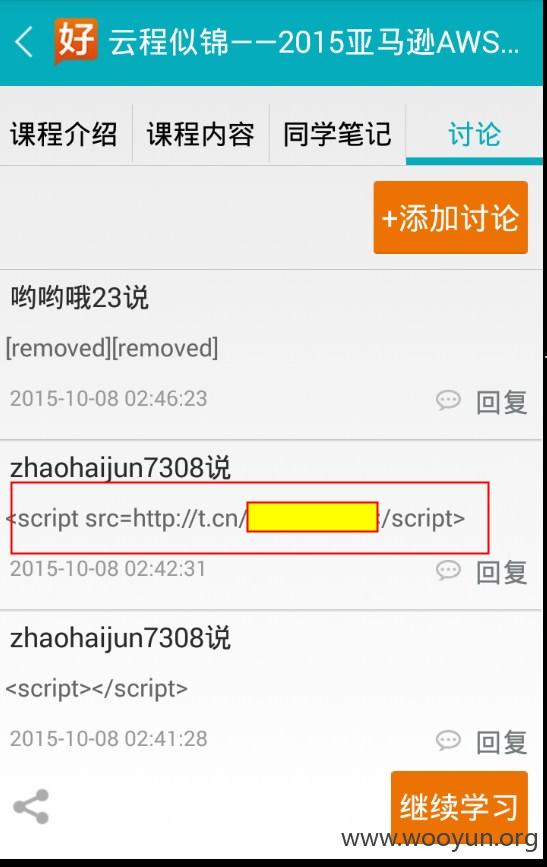 好 云程似锦——2015亚马逊AWS...
课程介绍 课程内容 同学笔记 讨论
+添加讨论
哟哟哦23说
[removed][removed]
2015-10-08 02:46:23 回复
zhaohaijun7308说
<script src=http://t.cn/ /script>
2015-10-08 02:42:31 回复
zhaohaijun7308说
<script></script>
2015-10-08 02:41:28 回复
继续学习
www.wooyun.org